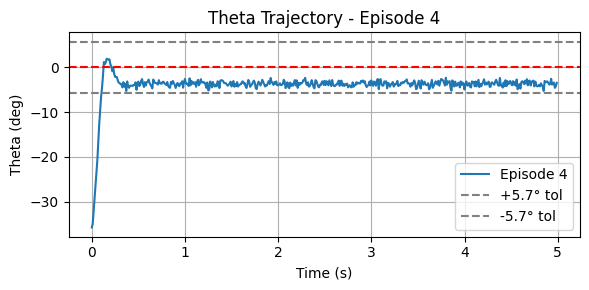 Theta Trajectory - Episode 4
Theta (deg)
0
−10
−20
−30
Episode 4
+5.7° tol
-5.7° tol
0
1
2
3
4
5
Time (s)